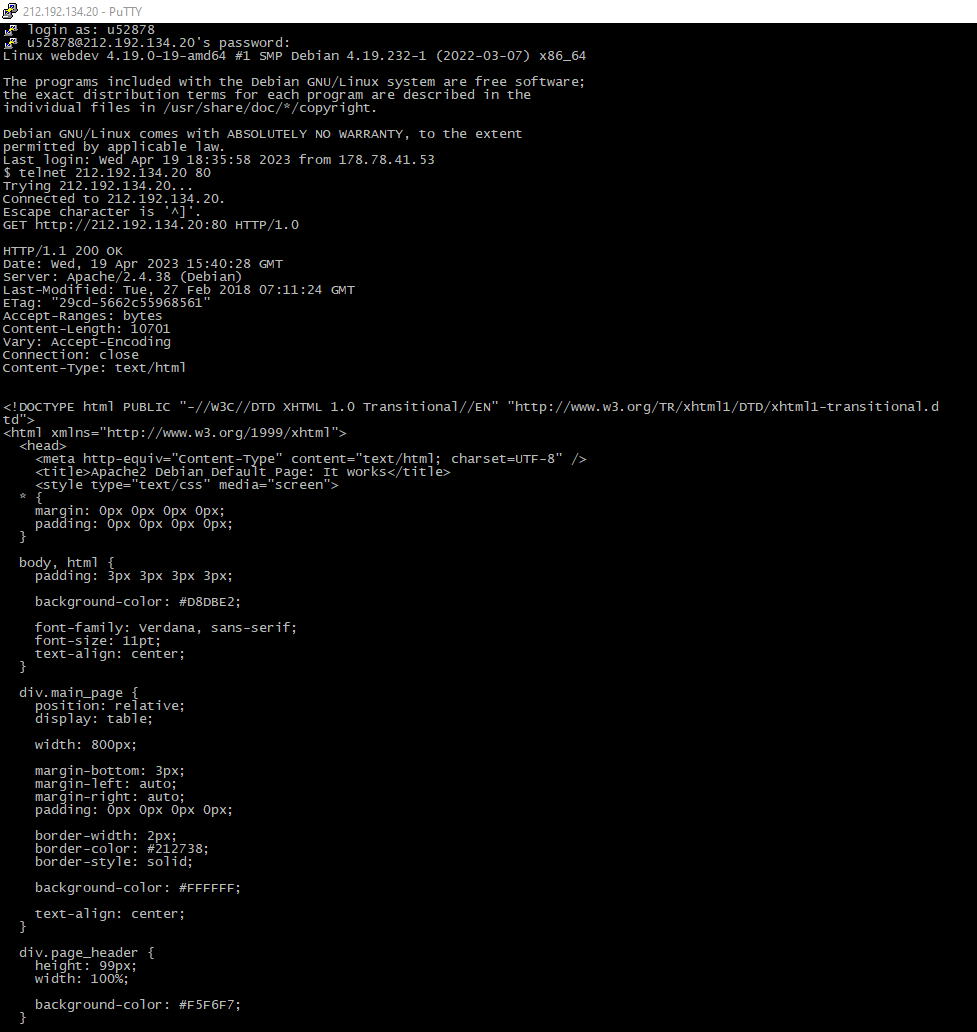 212.192.134.20 - PuTTY
login as: u52878
u52878@212.192.134.20's password:
Linux webdev 4.19.0-19-amd64 #1 SMP Debian 4.19.232-1 (2022-03-07) x86_64
The programs included with the Debian GNU/Linux system are free software;
the exact distribution terms for each program are described in the
individual files in /usr/share/doc/*/copyright.
Debian GNU/Linux comes with ABSOLUTELY NO WARRANTY, to the extent
permitted by applicable law.
Last login: Wed Apr 19 18:35:58 2023 from 178.78.41.53
$ telnet 212.192.134.20 80
Trying 212.192.134.20...
Connected to 212.192.134.20.
Escape character is '^]'.
GET http://212.192.134.20:80 HTTP/1.0
HTTP/1.1 200 OK
Date: Wed, 19 Apr 2023 15:40:28 GMT
Server: Apache/2.4.38 (Debian)
Last-Modified: Tue, 27 Feb 2018 07:11:24 GMT
ETag: "29cd-5662c55968561"
Accept-Ranges: bytes
Content-Length: 10701
Vary: Accept-Encoding
Connection: close
Content-Type: text/html
<!DOCTYPE html PUBLIC "-//W3C//DTD XHTML 1.0 Transitional//EN" "http://www.w3.org/TR/xhtml1/DTD/xhtml1-transitional.d
td">
<html xmlns="http://www.w3.org/1999/xhtml">
<head>
<meta http-equiv="Content-Type" content="text/html; charset=UTF-8" />
<title>Apache2 Debian Default Page: It works</title>
<style type="text/css" media="screen">
* {
margin: 0px 0px 0px 0px;
padding: 0px 0px 0px 0px;
}
body, html {
padding: 3px 3px 3px 3px;
background-color: #D8DBE2;
font-family: Verdana, sans-serif;
font-size: 11pt;
text-align: center;
}
div.main_page {
position: relative;
display: table;
width: 800px;
margin-bottom: 3px;
margin-left: auto;
margin-right: auto;
padding: 0px 0px 0px 0px;
border-width: 2px;
border-color: #212738;
border-style: solid;
background-color: #FFFFFF;
text-align: center;
}
div.page_header {
height: 99px;
width: 100%;
background-color: #F5F6F7;
}